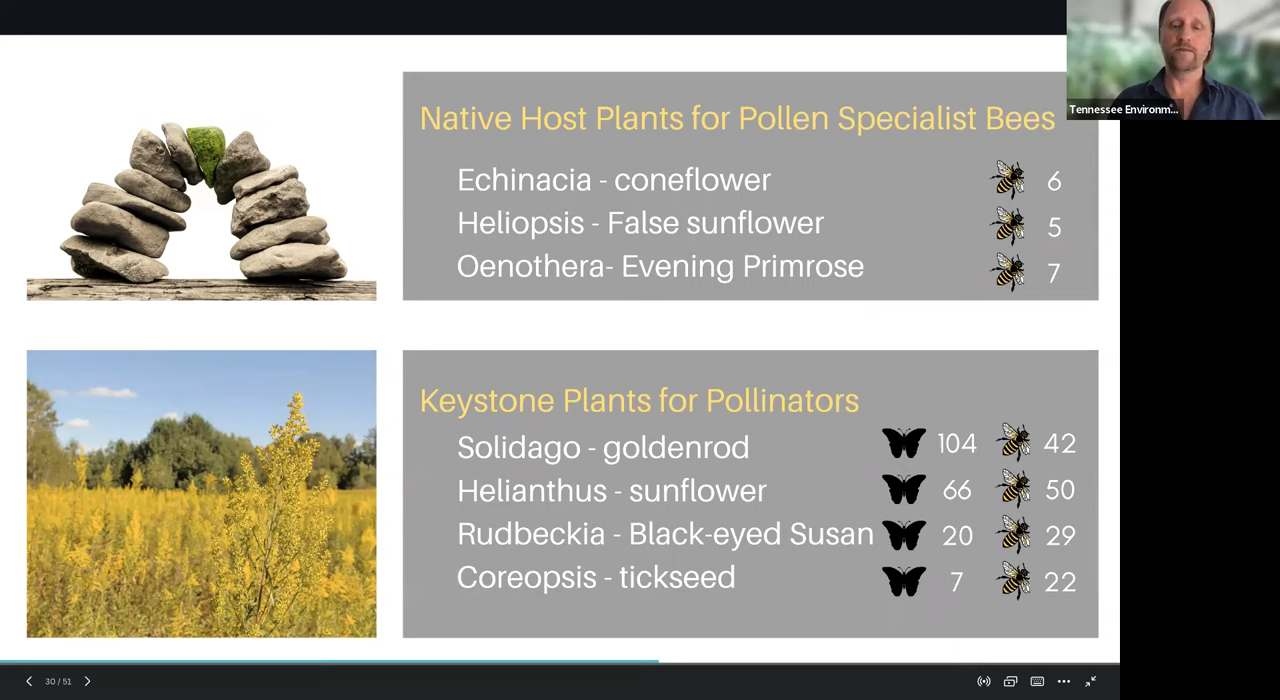 Tennessee Environm...
Native Host Plants for Pollen Specialist Bees
Echinacia - coneflower 6
Heliopsis - False sunflower 5
Oenothera- Evening Primrose 7
Keystone Plants for Pollinators
Solidago - goldenrod 104 42
Helianthus - sunflower 66 50
Rudbeckia - Black-eyed Susan 20 29
Coreopsis - tickseed 7 22
30 / 51